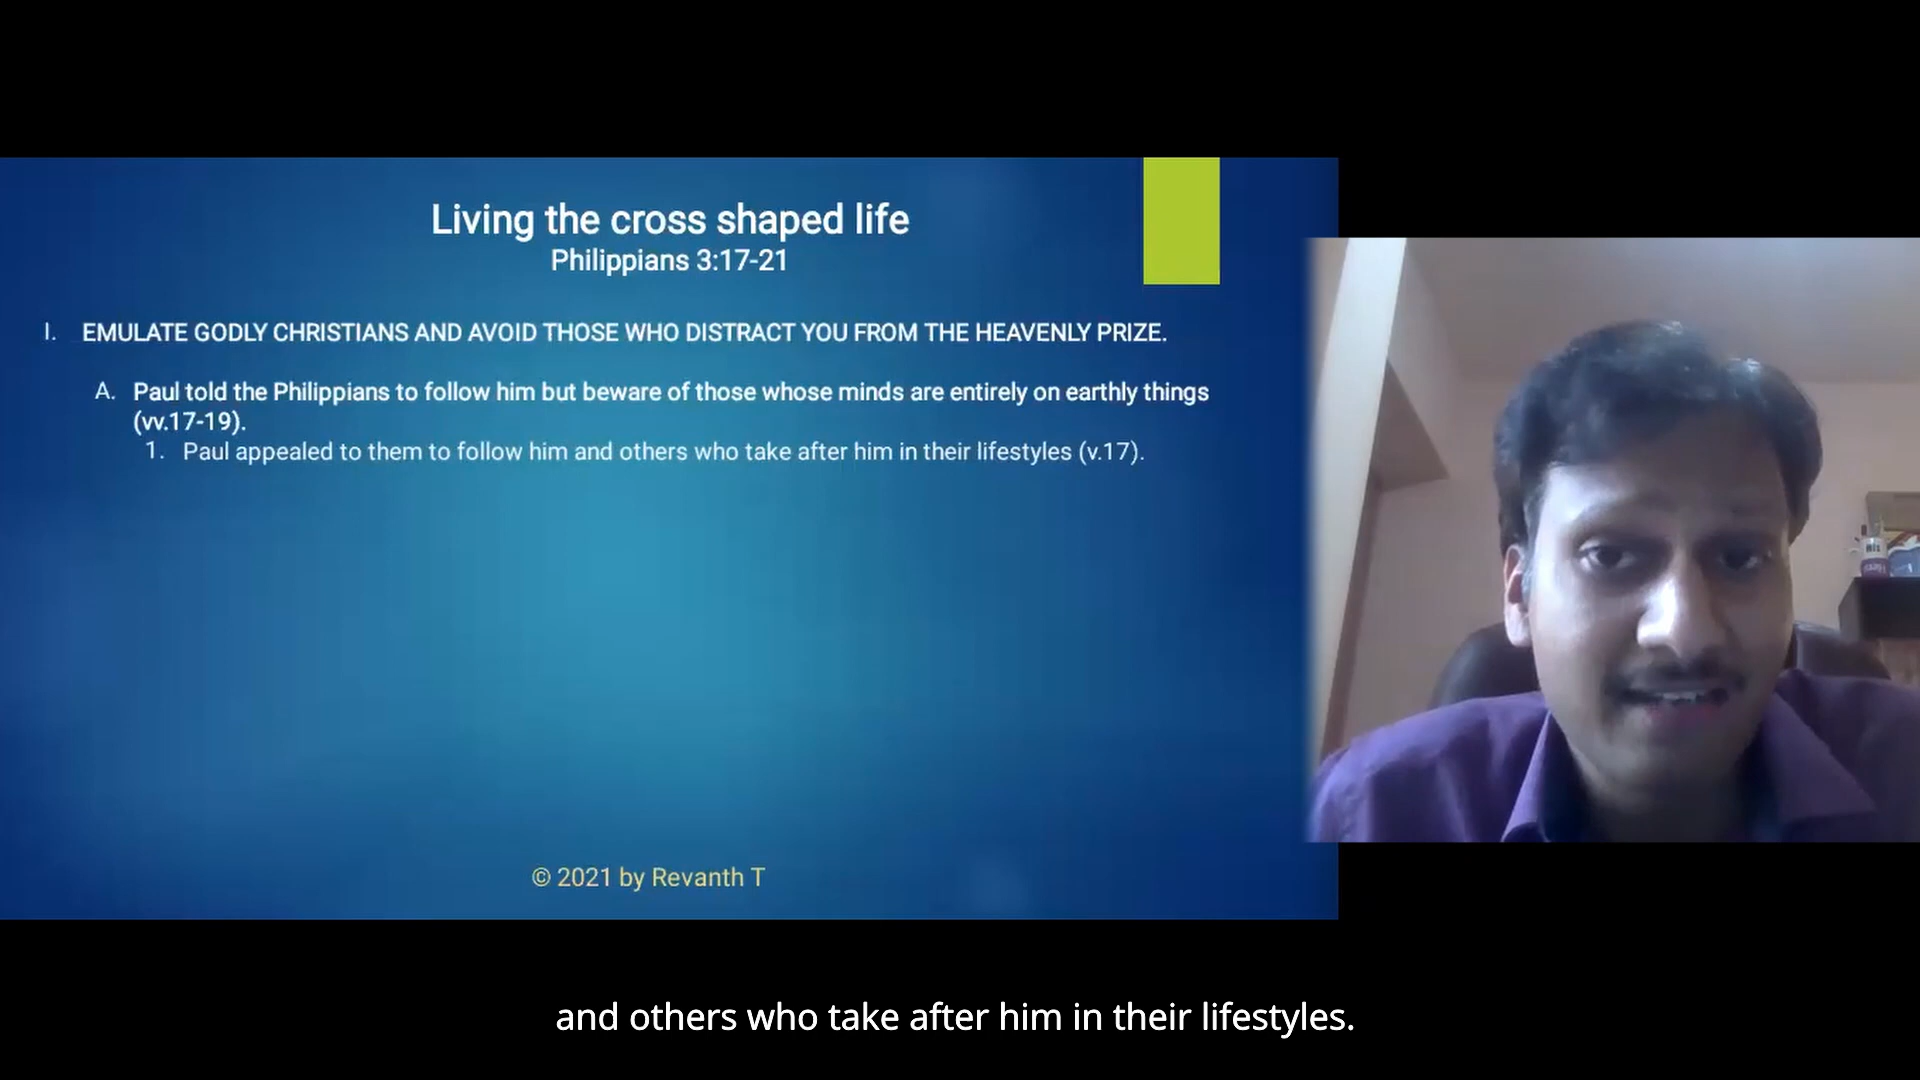 Living the cross shaped life
Philippians 3:17-21
I. EMULATE GODLY CHRISTIANS AND AVOID THOSE WHO DISTRACT YOU FROM THE HEAVENLY PRIZE.
A. Paul told the Philippians to follow him but beware of those whose minds are entirely on earthly things
(vv.17-19).
1. Paul appealed to them to follow him and others who take after him in their lifestyles (v.17).
© 2021 by Revanth T
and others who take after him in their lifestyles.